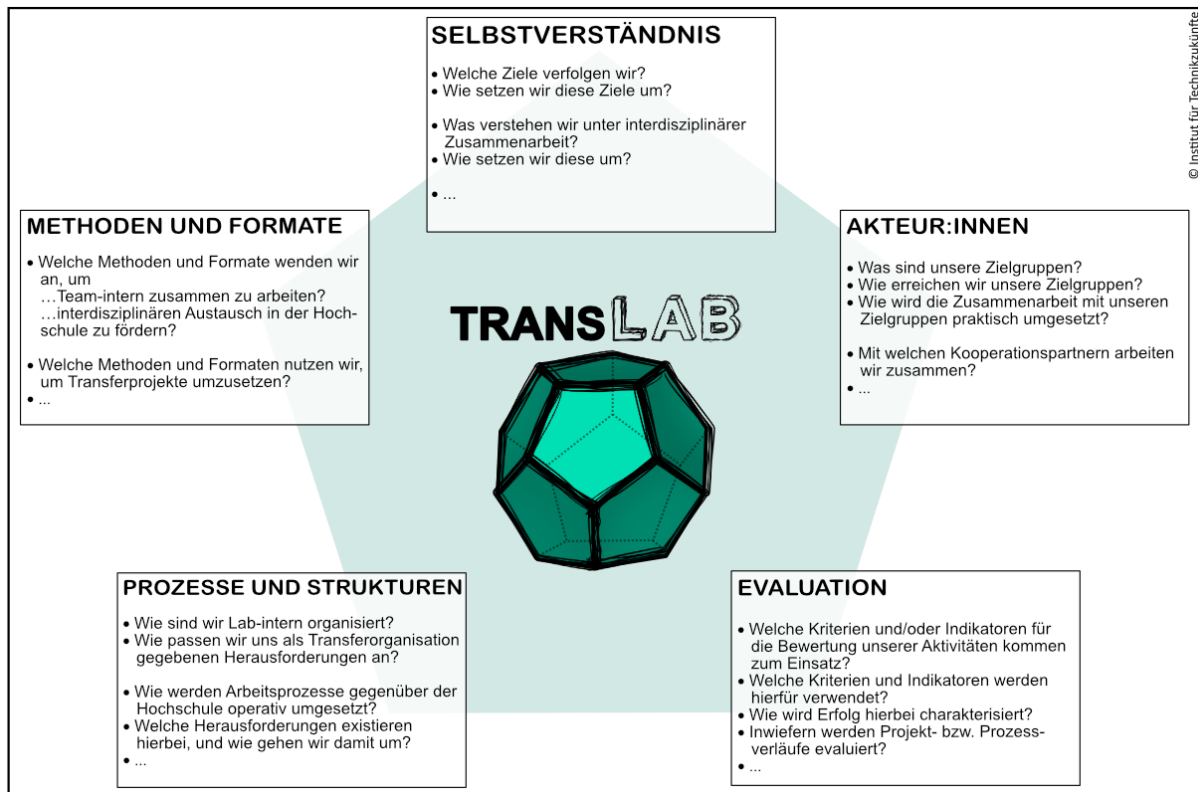 © Institut für Technikzukünfte
SELBSTVERSTÄNDNIS
• Welche Ziele verfolgen wir?
• Wie setzen wir diese Ziele um?
• Was verstehen wir unter interdisziplinärer
Zusammenarbeit?
• Wie setzen wir diese um?
• ...
METHODEN UND FORMATE
• Welche Methoden und Formate wenden wir
an, um
…Team-intern zusammen zu arbeiten?
…interdisziplinären Austausch in der Hoch-
schule zu fördern?
• Welche Methoden und Formaten nutzen wir,
um Transferprojekte umzusetzen?
• ...
AKTEUR:INNEN
• Was sind unsere Zielgruppen?
• Wie erreichen wir unsere Zielgruppen?
• Wie wird die Zusammenarbeit mit unseren
Zielgruppen praktisch umgesetzt?
• Mit welchen Kooperationspartnern arbeiten
wir zusammen?
• ...
TRANSLAB
PROZESSE UND STRUKTUREN
• Wie sind wir Lab-intern organisiert?
• Wie passen wir uns als Transferorganisation
gegebenen Herausforderungen an?
• Wie werden Arbeitsprozesse gegenüber der
Hochschule operativ umgesetzt?
• Welche Herausforderungen existieren
hierbei, und wie gehen wir damit um?
• ...
EVALUATION
• Welche Kriterien und/oder Indikatoren für
die Bewertung unserer Aktivitäten kommen
zum Einsatz?
• Welche Kriterien und Indikatoren werden
hierfür verwendet?
• Wie wird Erfolg hierbei charakterisiert?
• Inwiefern werden Projekt- bzw. Prozess-
verläufe evaluiert?
• ...